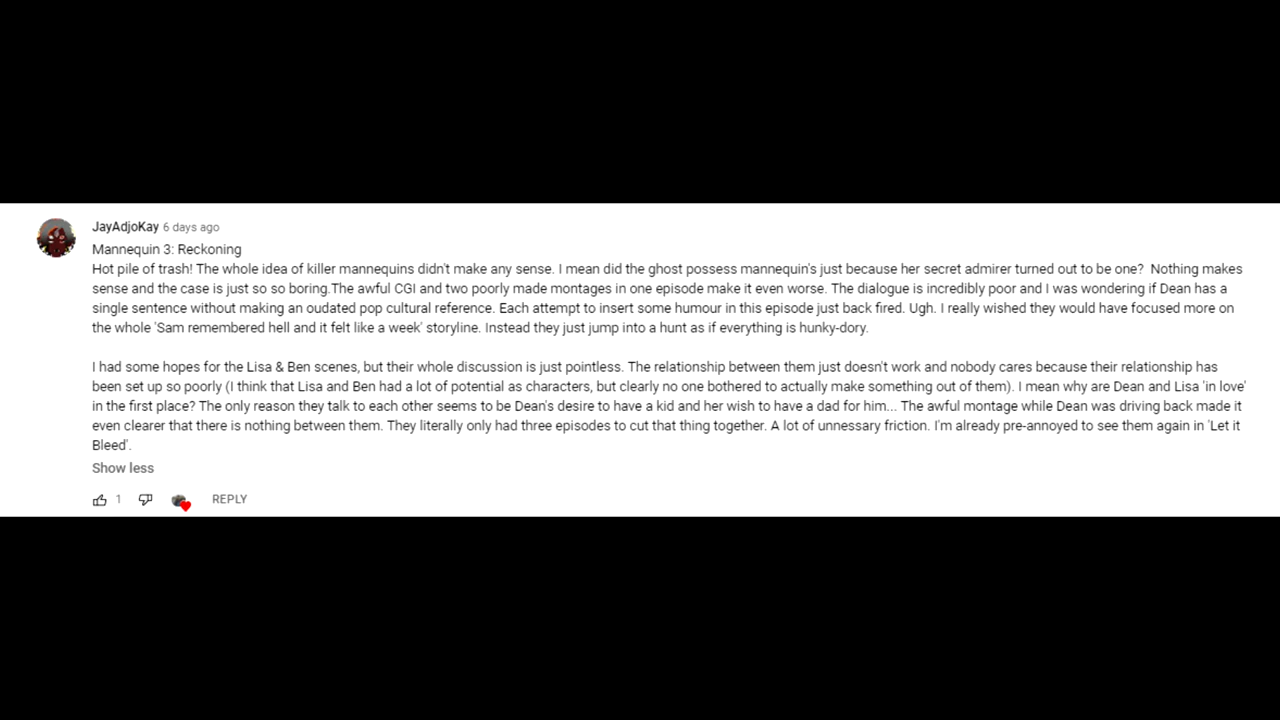 JayAdjoKay 6 days ago
Mannequin 3: Reckoning
Hot pile of trash! The whole idea of killer mannequins didn't make any sense. I mean did the ghost possess mannequin's just because her secret admirer turned out to be one?  Nothing makes
sense and the case is just so so boring.The awful CGI and two poorly made montages in one episode make it even worse. The dialogue is incredibly poor and I was wondering if Dean has a
single sentence without making an oudated pop cultural reference. Each attempt to insert some humour in this episode just back fired. Ugh. I really wished they would have focused more on
the whole 'Sam remembered hell and it felt like a week' storyline. Instead they just jump into a hunt as if everything is hunky-dory.
I had some hopes for the Lisa & Ben scenes, but their whole discussion is just pointless. The relationship between them just doesn't work and nobody cares because their relationship has
been set up so poorly (I think that Lisa and Ben had a lot of potential as characters, but clearly no one bothered to actually make something out of them). I mean why are Dean and Lisa 'in love'
in the first place? The only reason they talk to each other seems to be Dean's desire to have a kid and her wish to have a dad for him... The awful montage while Dean was driving back made it
even clearer that there is nothing between them. They literally only had three episodes to cut that thing together. A lot of unnessary friction. I'm already pre-annoyed to see them again in 'Let it
Bleed'.
Show less
1 REPLY